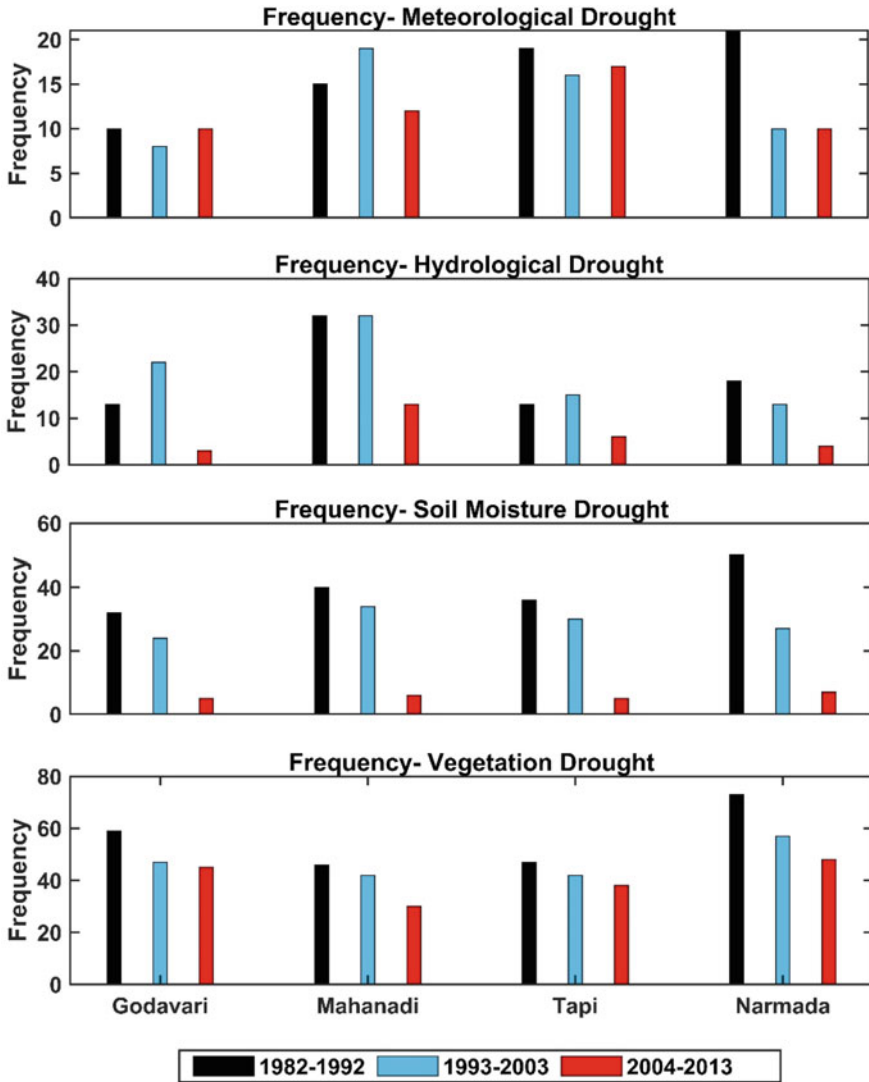 Frequency- Meteorological Drought
20
15
10
5
0
Frequency
Frequency- Hydrological Drought
40
30
20
10
0
Frequency
Frequency- Soil Moisture Drought
60
40
20
0
Frequency
Frequency- Vegetation Drought
80
60
40
20
0
Frequency
Godavari Mahanadi Tapi Narmada
1982-1992 1993-2003 2004-2013